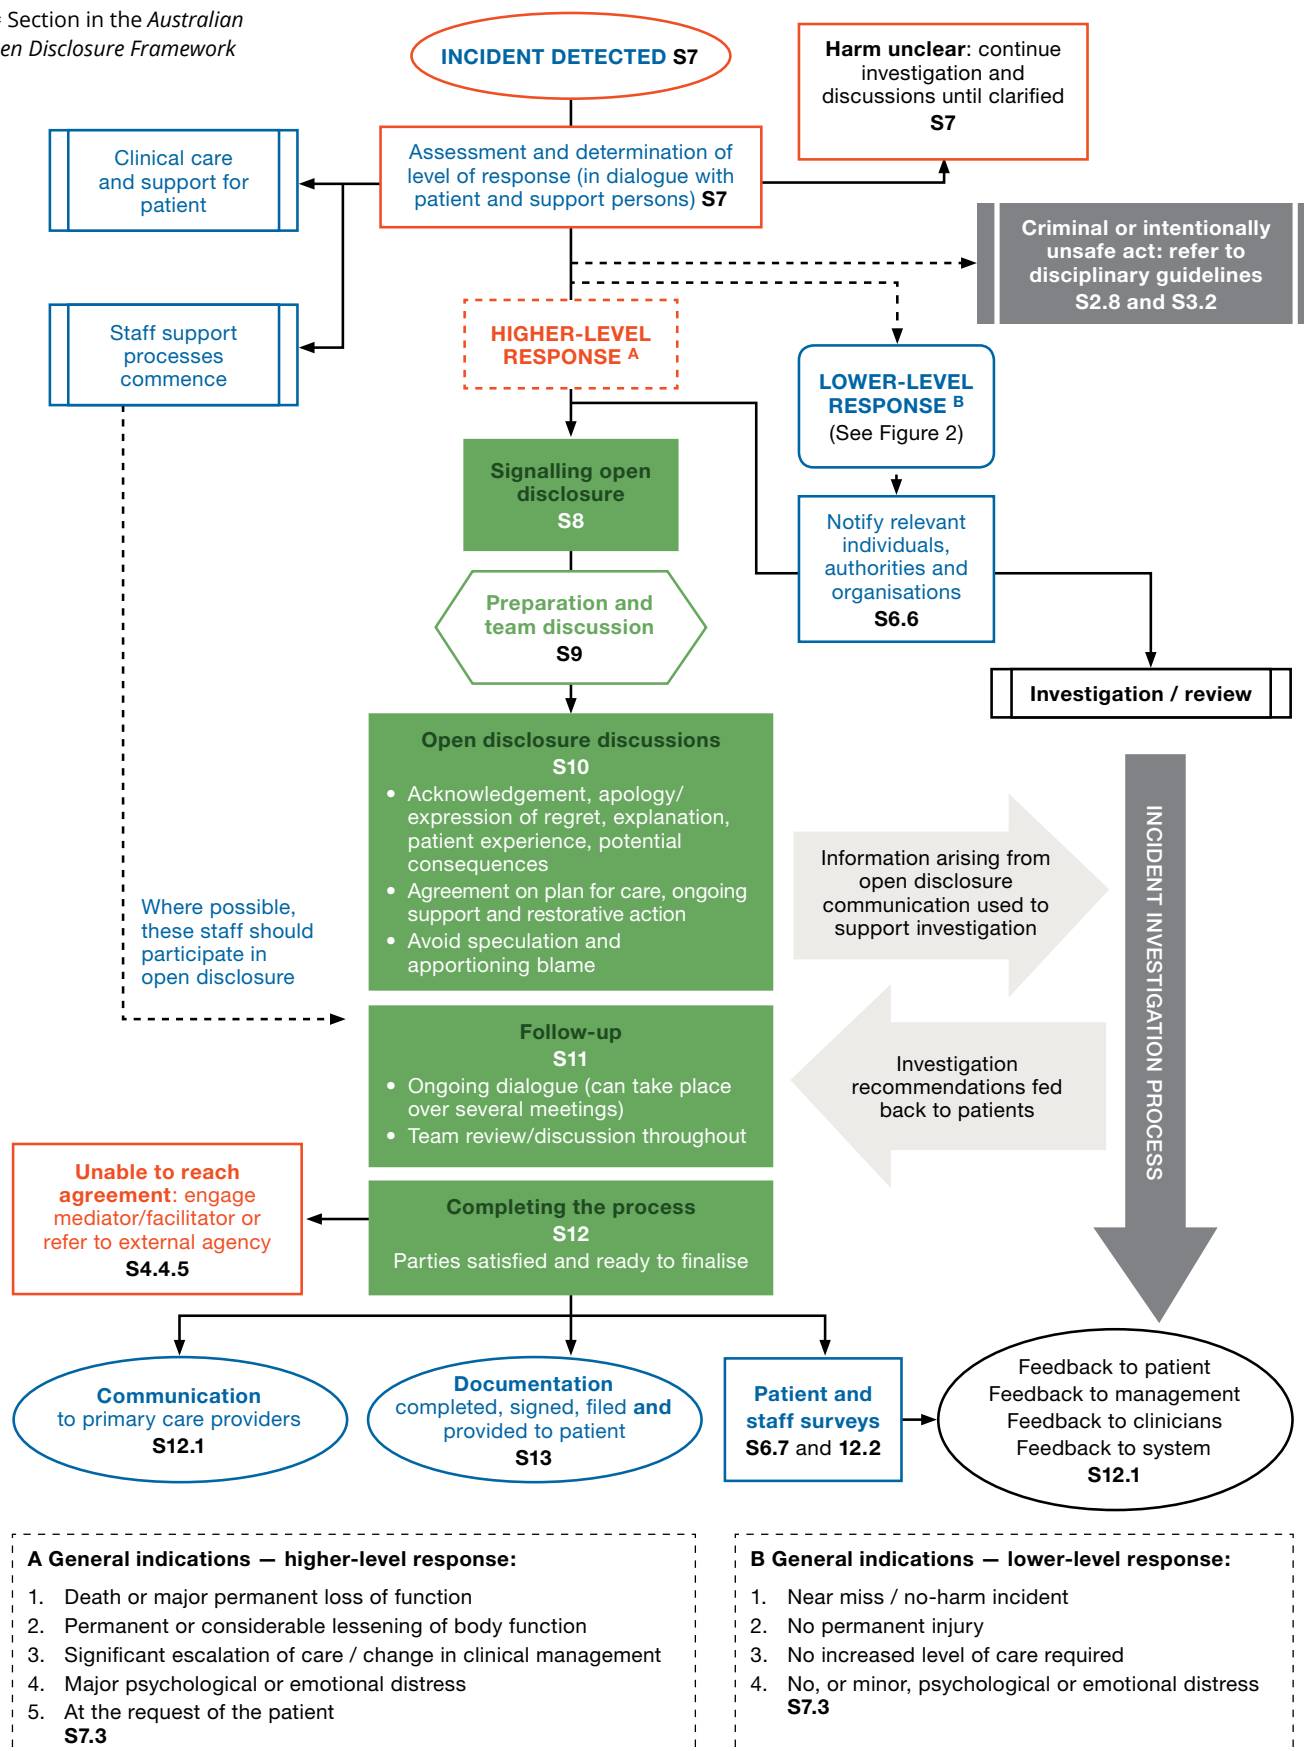 Section in the Australian
en Disclosure Framework
INCIDENT DETECTED S7
Harm unclear: continue
investigation and
discussions until clarified
S7
Assessment and determination of
level of response (in dialogue with
patient and support persons) S7
Clinical care
and support for
patient
Criminal or intentionally
unsafe act: refer to
disciplinary guidelines
S2.8 and S3.2
Staff support
processes
commence
HIGHER-LEVEL
RESPONSE A
LOWER-LEVEL
RESPONSE B
(See Figure 2)
Signalling open
disclosure
S8
Notify relevant
individuals,
authorities and
organisations
S6.6
Preparation and
team discussion
S9
Investigation / review
Open disclosure discussions
S10
• Acknowledgement, apology/
expression of regret, explanation,
patient experience, potential
consequences
• Agreement on plan for care, ongoing
support and restorative action
• Avoid speculation and
apportioning blame
Information arising from
open disclosure
communication used to
support investigation
INCIDENT INVESTIGATION PROCESS
Where possible,
these staff should
participate in
open disclosure
Follow-up
S11
• Ongoing dialogue (can take place
over several meetings)
• Team review/discussion throughout
Investigation
recommendations fed
back to patients
Unable to reach
agreement: engage
mediator/facilitator or
refer to external agency
S4.4.5
Completing the process
S12
Parties satisfied and ready to finalise
Communication
to primary care providers
S12.1
Documentation
completed, signed, filed and
provided to patient
S13
Patient and
staff surveys
S6.7 and 12.2
Feedback to patient
Feedback to management
Feedback to clinicians
Feedback to system
S12.1
A General indications — higher-level response:
1. Death or major permanent loss of function
2. Permanent or considerable lessening of body function
3. Significant escalation of care / change in clinical management
4. Major psychological or emotional distress
5. At the request of the patient
S7.3
B General indications — lower-level response:
1. Near miss / no-harm incident
2. No permanent injury
3. No increased level of care required
4. No, or minor, psychological or emotional distress
S7.3